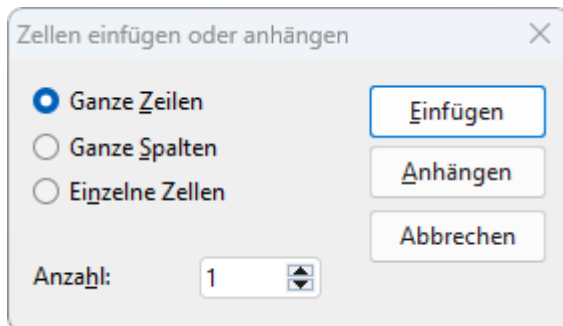 Zellen einfügen oder anhängen
Ganze Zeilen
Ganze Spalten
Einzelne Zellen
Anzahl:
1
Einfügen
Anhängen
Abbrechen